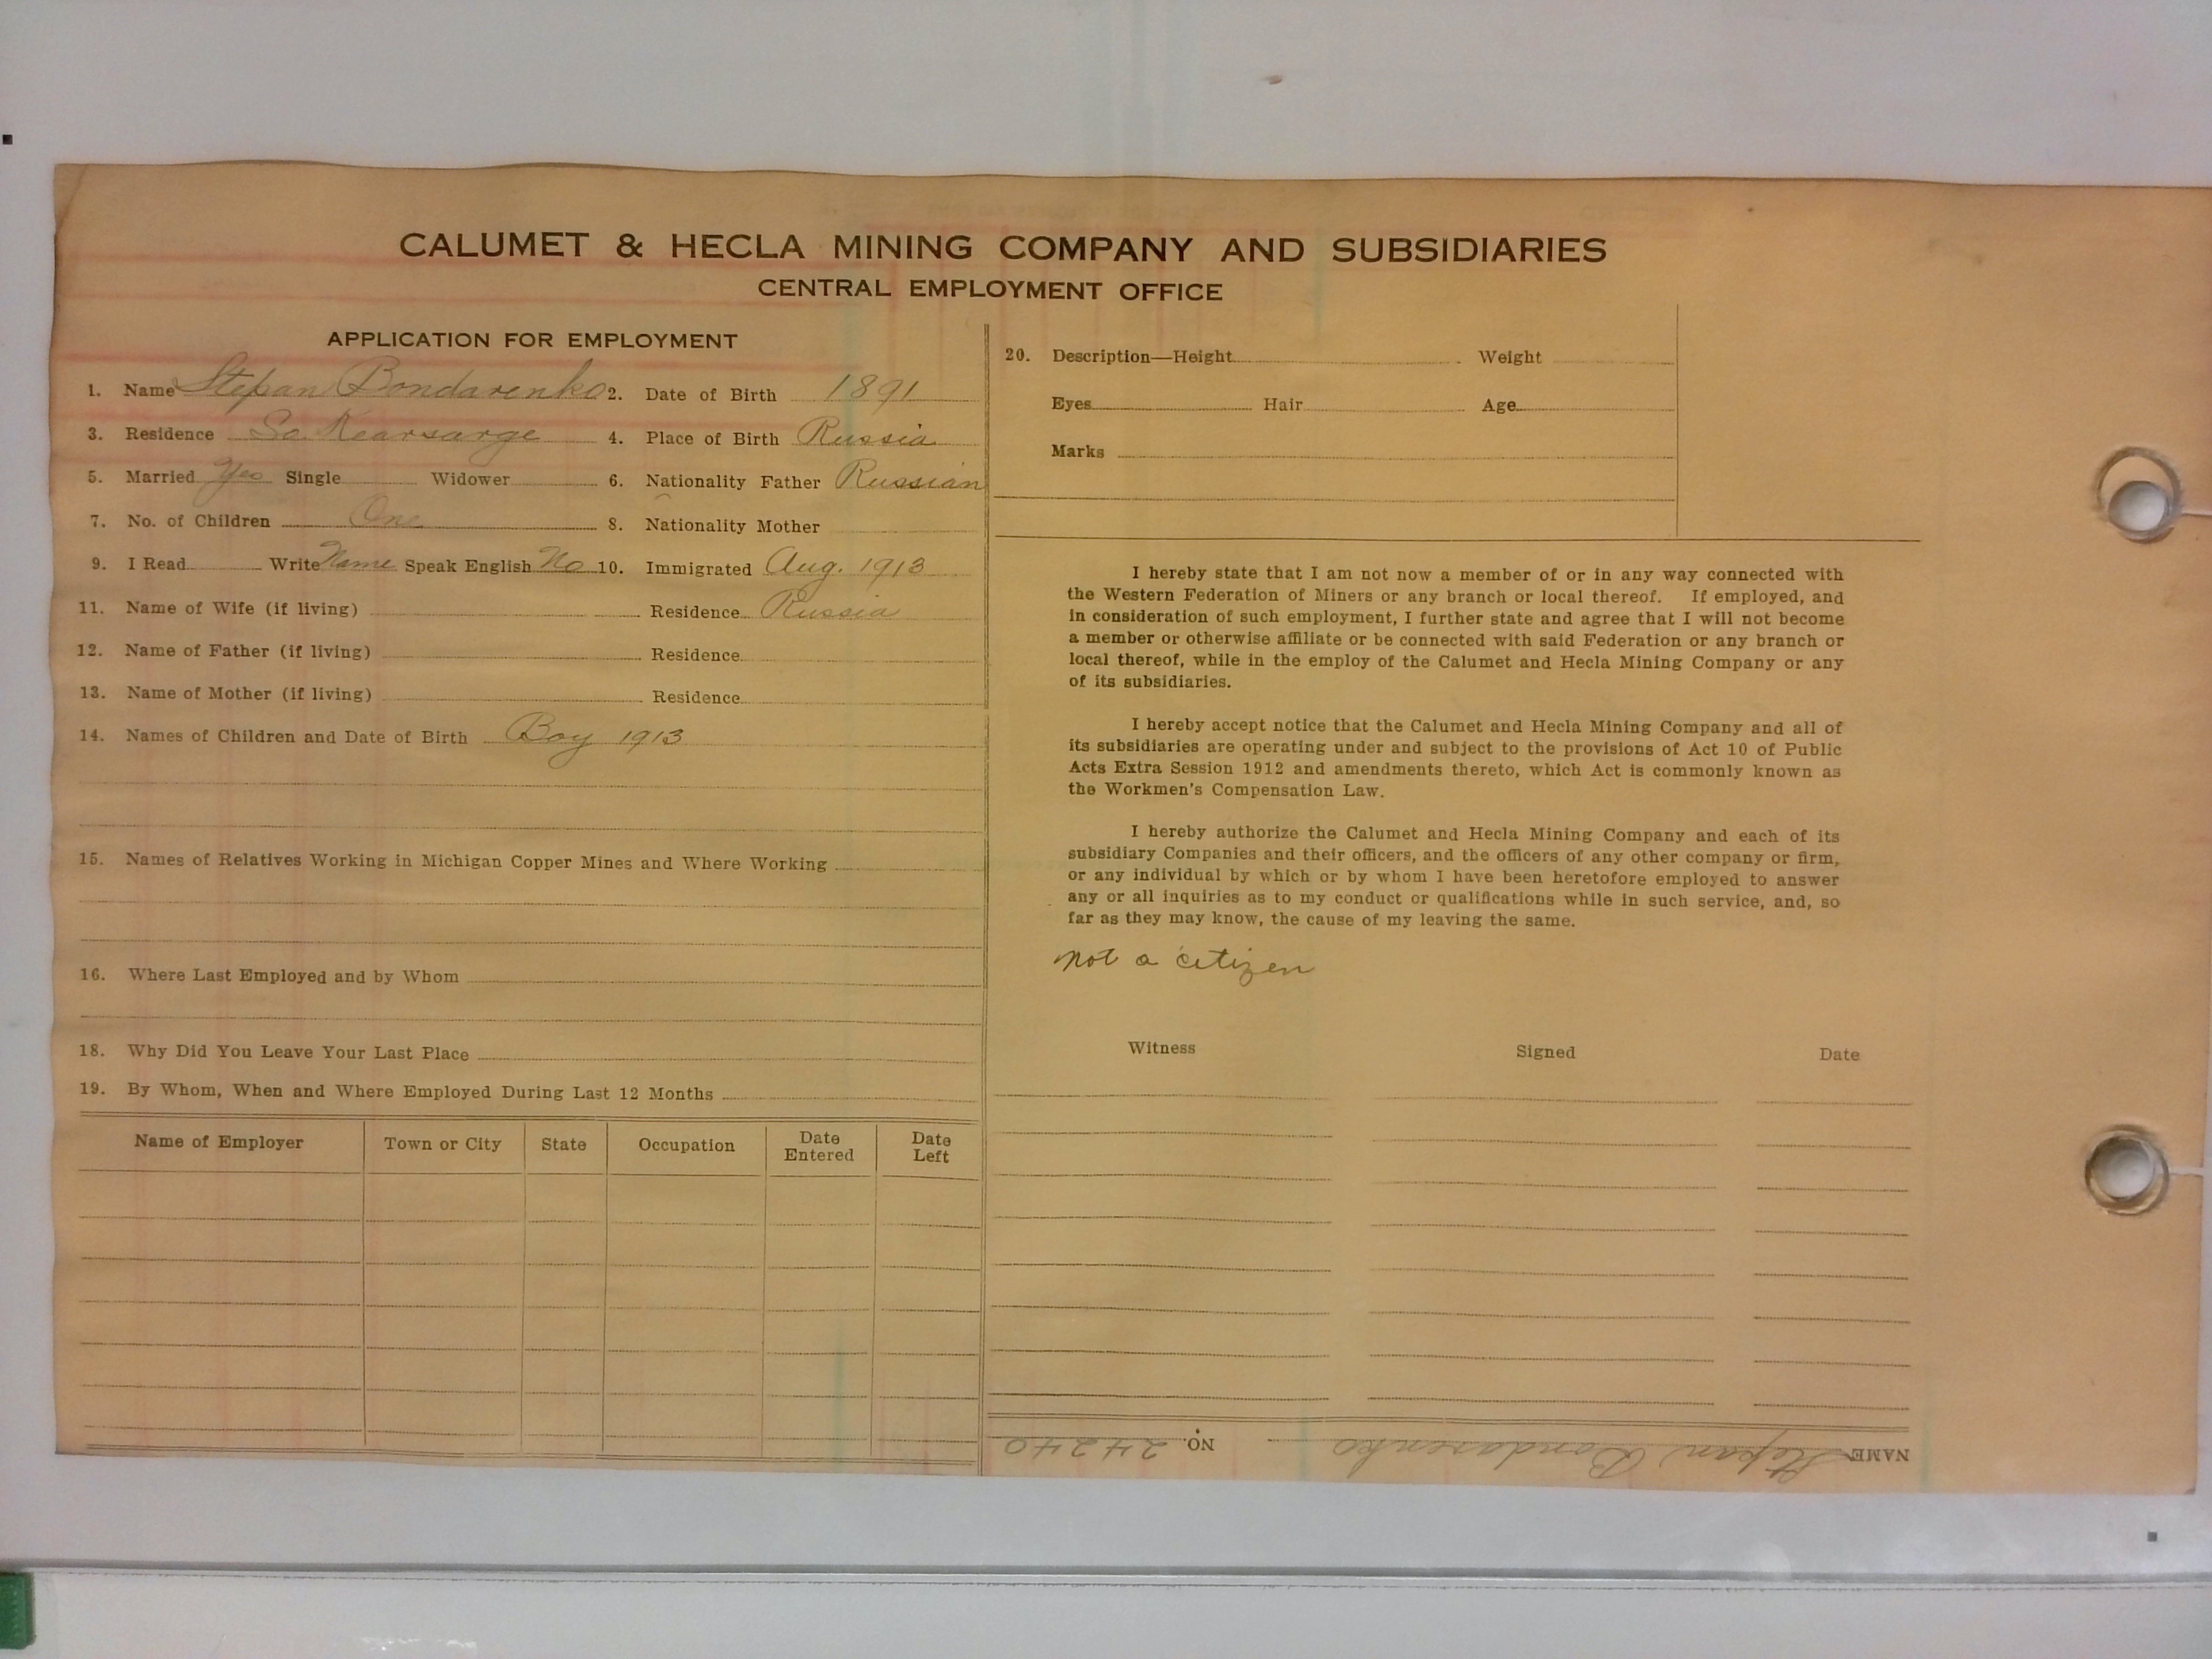 CALUMET & HECLA MINING COMPANY AND SUBSIDIARIES
CENTRAL EMPLOYMENT OFFICE
APPLICATION FOR EMPLOYMENT
1. Name Stepan Bondarenko 2. Date of Birth 1891
3. Residence So. Kearsarge 4. Place of Birth Russia
5. Married Yes Single Widower 6. Nationality Father Russian
7. No. of Children One 8. Nationality Mother
9. I Read Write Name Speak English No 10. Immigrated Aug. 1913
11. Name of Wife (if living) Residence Russia
12. Name of Father (if living) Residence
13. Name of Mother (if living) Residence
14. Names of Children and Date of Birth Boy 1913
15. Names of Relatives Working in Michigan Copper Mines and Where Working
16. Where Last Employed and by Whom
18. Why Did You Leave Your Last Place
19. By Whom, When and Where Employed During Last 12 Months
Name of Employer Town or City State Occupation Date Entered Date Left
20. Description—Height Weight
Eyes Hair Age
Marks
I hereby state that I am not now a member of or in any way connected with
the Western Federation of Miners or any branch or local thereof. If employed, and
in consideration of such employment, I further state and agree that I will not become
a member or otherwise affiliate or be connected with said Federation or any branch or
local thereof, while in the employ of the Calumet and Hecla Mining Company or any
of its subsidiaries.
I hereby accept notice that the Calumet and Hecla Mining Company and all of
its subsidiaries are operating under and subject to the provisions of Act 10 of Public
Acts Extra Session 1912 and amendments thereto, which Act is commonly known as
the Workmen's Compensation Law.
I hereby authorize the Calumet and Hecla Mining Company and each of its
subsidiary Companies and their officers, and the officers of any other company or firm,
or any individual by which or by whom I have been heretofore employed to answer
any or all inquiries as to my conduct or qualifications while in such service, and, so
far as they may know, the cause of my leaving the same.
not a citizen
Witness Signed Date
NAME Stepan Bondarenko NO. 24240